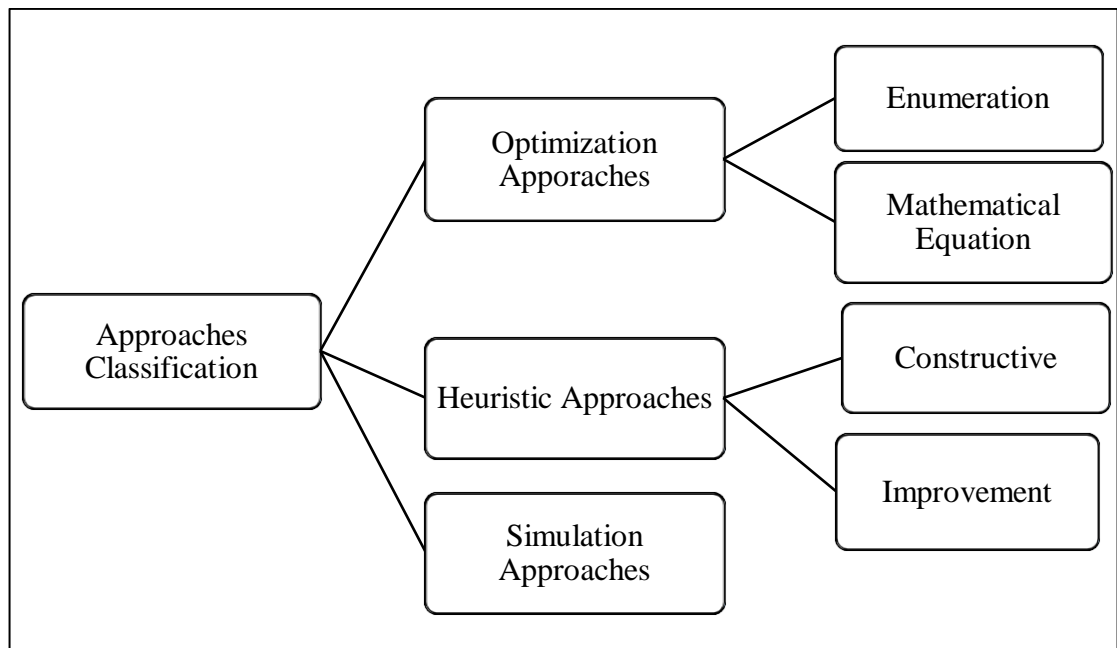 Approaches
Classification
Optimization
Apporaches
Enumeration
Mathematical
Equation
Heuristic Approaches
Constructive
Improvement
Simulation
Approaches